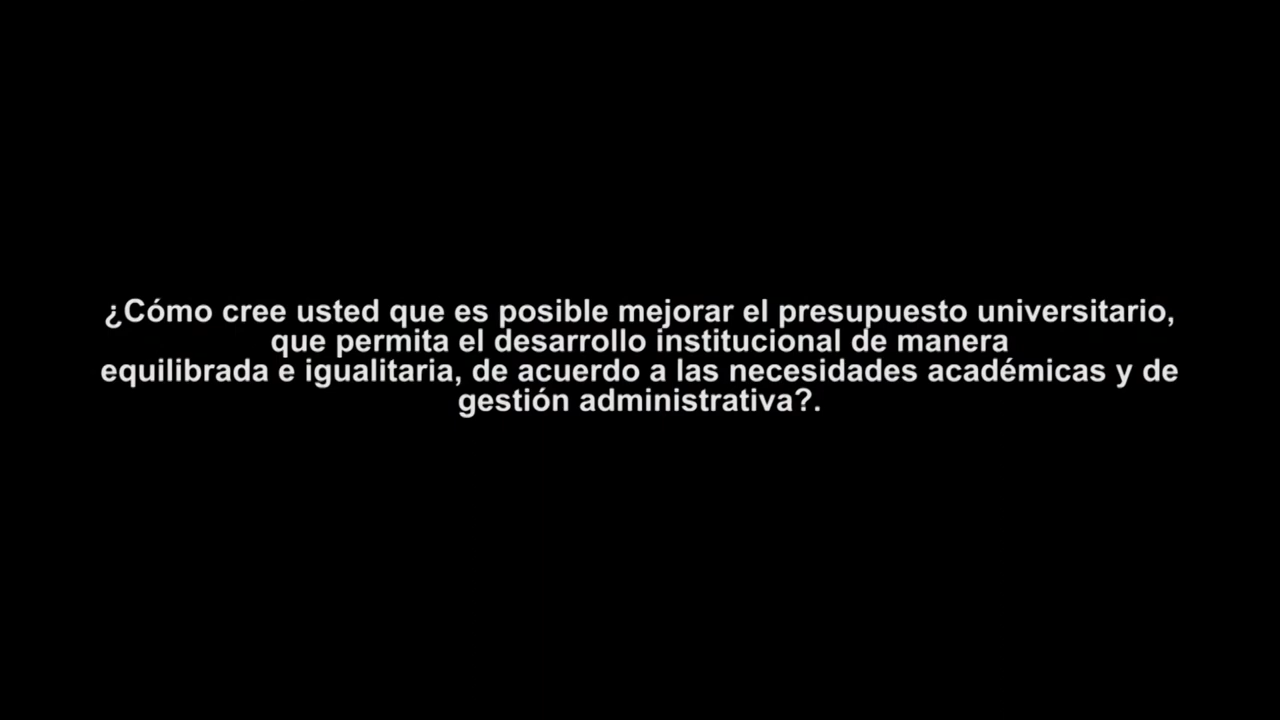 ¿Cómo cree usted que es posible mejorar el presupuesto universitario,
que permita el desarrollo institucional de manera
equilibrada e igualitaria, de acuerdo a las necesidades académicas y de
gestión administrativa?.